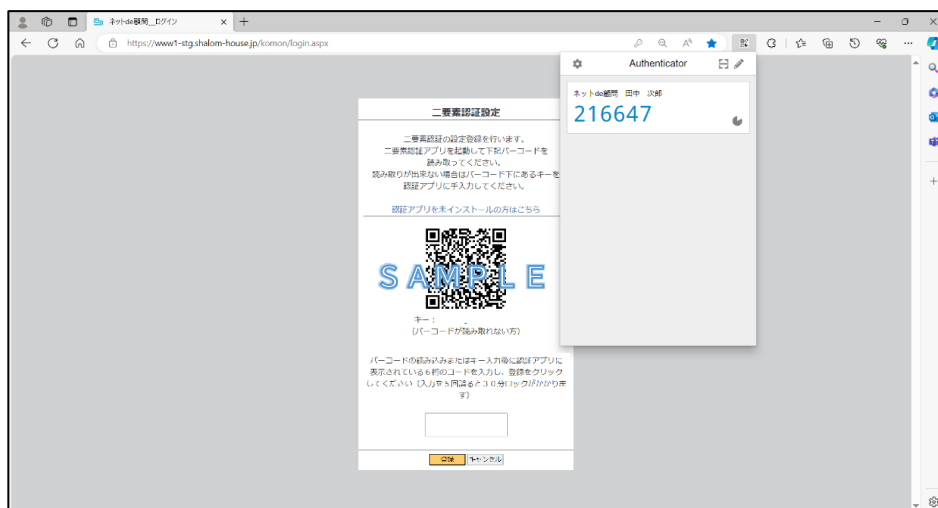 ネットde顧問__ログイン
https://www1-stg.shalom-house.jp/komon/login.aspx
Authenticator
ネットde顧問 田中 次郎
216647
二要素認証設定
二要素認証の設定登録を行います。
二要素認証アプリを起動して下記バーコードを
読み取ってください。
読み取りが出来ない場合はバーコード下にあるキーを
認証アプリに手入力してください。
認証アプリを未インストールの方はこちら
SAMPLE
キー：
(バーコードが読み取れない方)
バーコードの読み込みまたはキー入力後に認証アプリに
表示されている6桁のコードを入力し、登録をクリック
してください（入力を5回誤ると30分ロックがかかりま
す）
登録 キャンセル